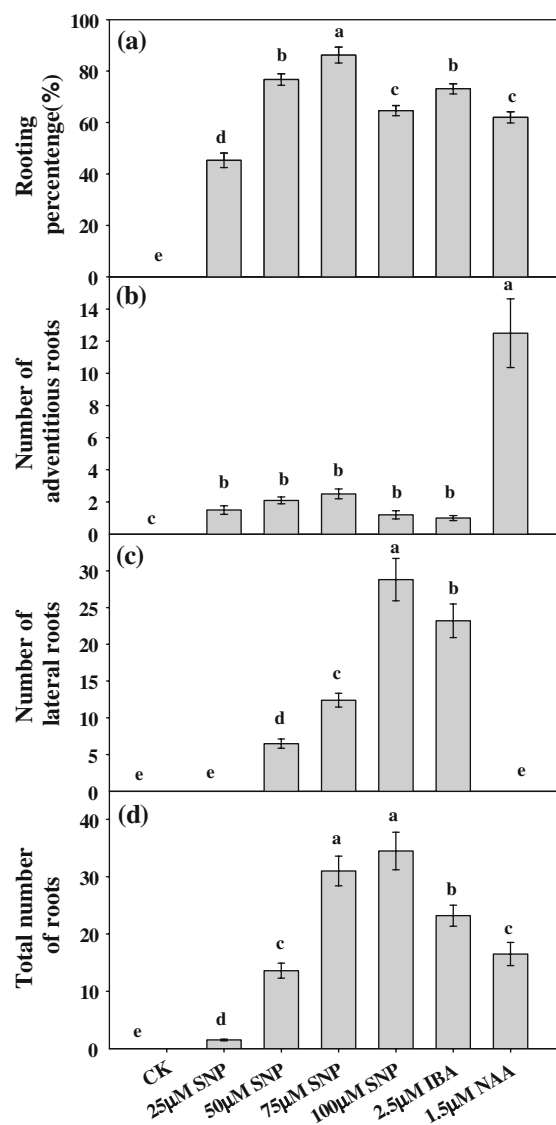 (a)
Rooting
percentenge(%)
100
80
60
40
20
0
e
d
b
a
c
b
c
(b)
Number of
adventitious roots
14
12
10
8
6
4
2
0
c
b
b
b
b
b
a
(c)
Number of
lateral roots
30
25
20
15
10
5
0
e
e
d
c
a
b
e
(d)
Total number
of roots
40
30
20
10
0
e
d
c
a
a
b
c
CK
25µM SNP
50µM SNP
75µM SNP
100µM SNP
2.5µM IBA
1.5µM NAA